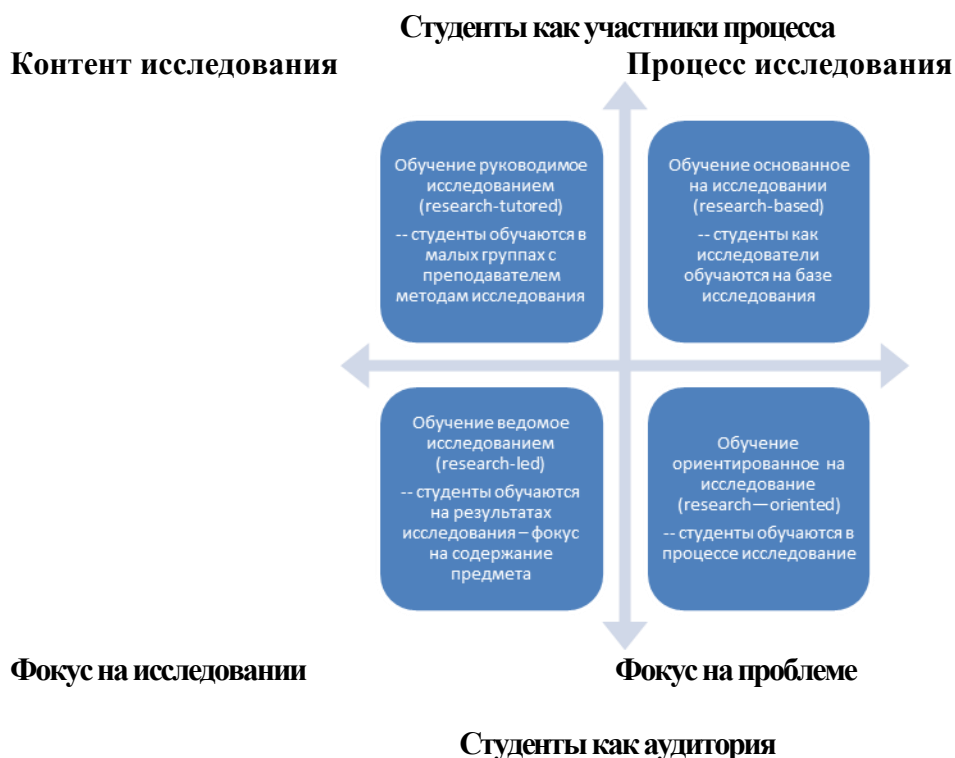 Студенты как участники процесса
Контент исследования
Процесс исследования
Обучение руководимое
исследованием
(research-tutored)
-- студенты обучаются в
малых группах с
преподавателем
методам исследования
Обучение основанное
на исследовании
(research-based)
-- студенты как
исследователи
обучаются на базе
исследования
Обучение ведомое
исследованием
(research-led)
-- студенты обучаются
на результатах
исследования – фокус
на содержание
предмета
Обучение
ориентированное на
исследование
(research—oriented)
-- студенты обучаются в
процессе исследование
Фокус на исследовании
Фокус на проблеме
Студенты как аудитория